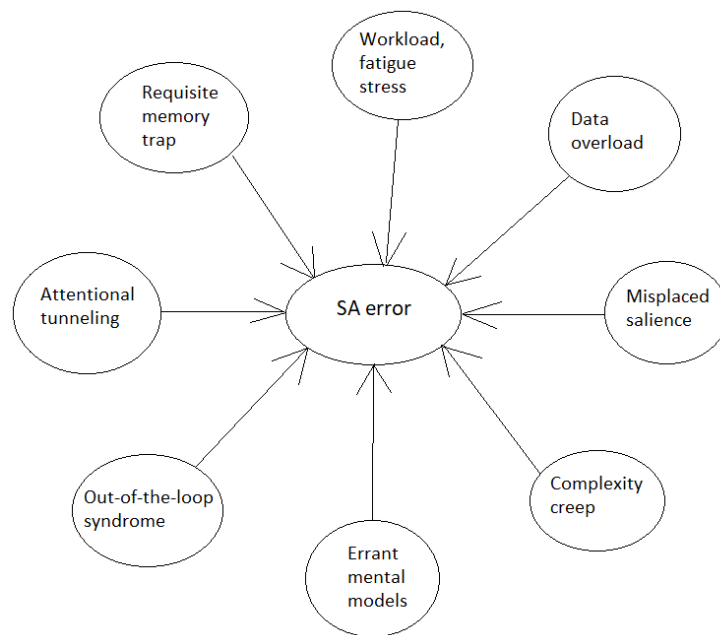 Workload,
fatigue
stress
Requisite
memory
trap
Data
overload
Attentional
tunneling
SA error
Misplaced
salience
Out-of-the-loop
syndrome
Complexity
creep
Errant
mental
models